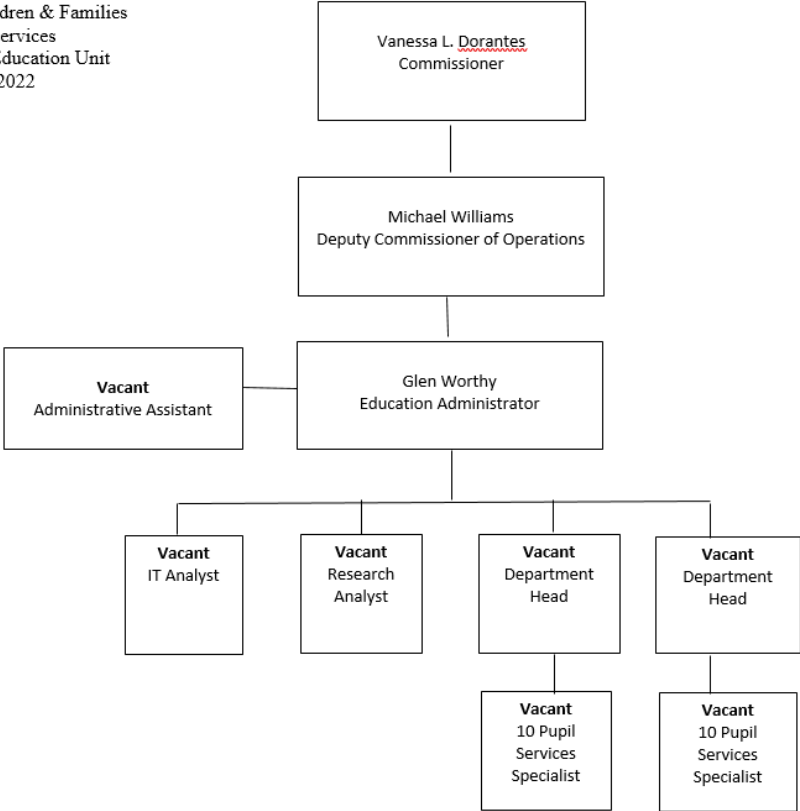 dren & Families
ervices
Education Unit
2022
Vanessa L. Dorantes
Commissioner
Michael Williams
Deputy Commissioner of Operations
Vacant
Administrative Assistant
Glen Worthy
Education Administrator
Vacant
IT Analyst
Vacant
Research
Analyst
Vacant
Department
Head
Vacant
Department
Head
Vacant
10 Pupil
Services
Specialist
Vacant
10 Pupil
Services
Specialist